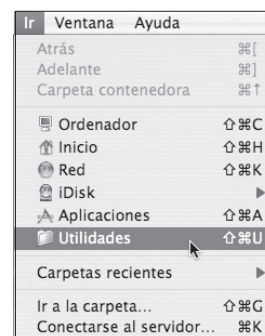 Ir Ventana Ayuda
Atrás ⌘[
Adelante ⌘]
Carpeta contenedora ⌘↑
Ordenador ⇧⌘C
Inicio ⇧⌘H
Red ⇧⌘K
iDisk ▶
Aplicaciones ⇧⌘A
Utilidades ⇧⌘U
Carpetas recientes ▶
Ir a la carpeta... ⇧⌘G
Conectarse al servidor... ⌘K